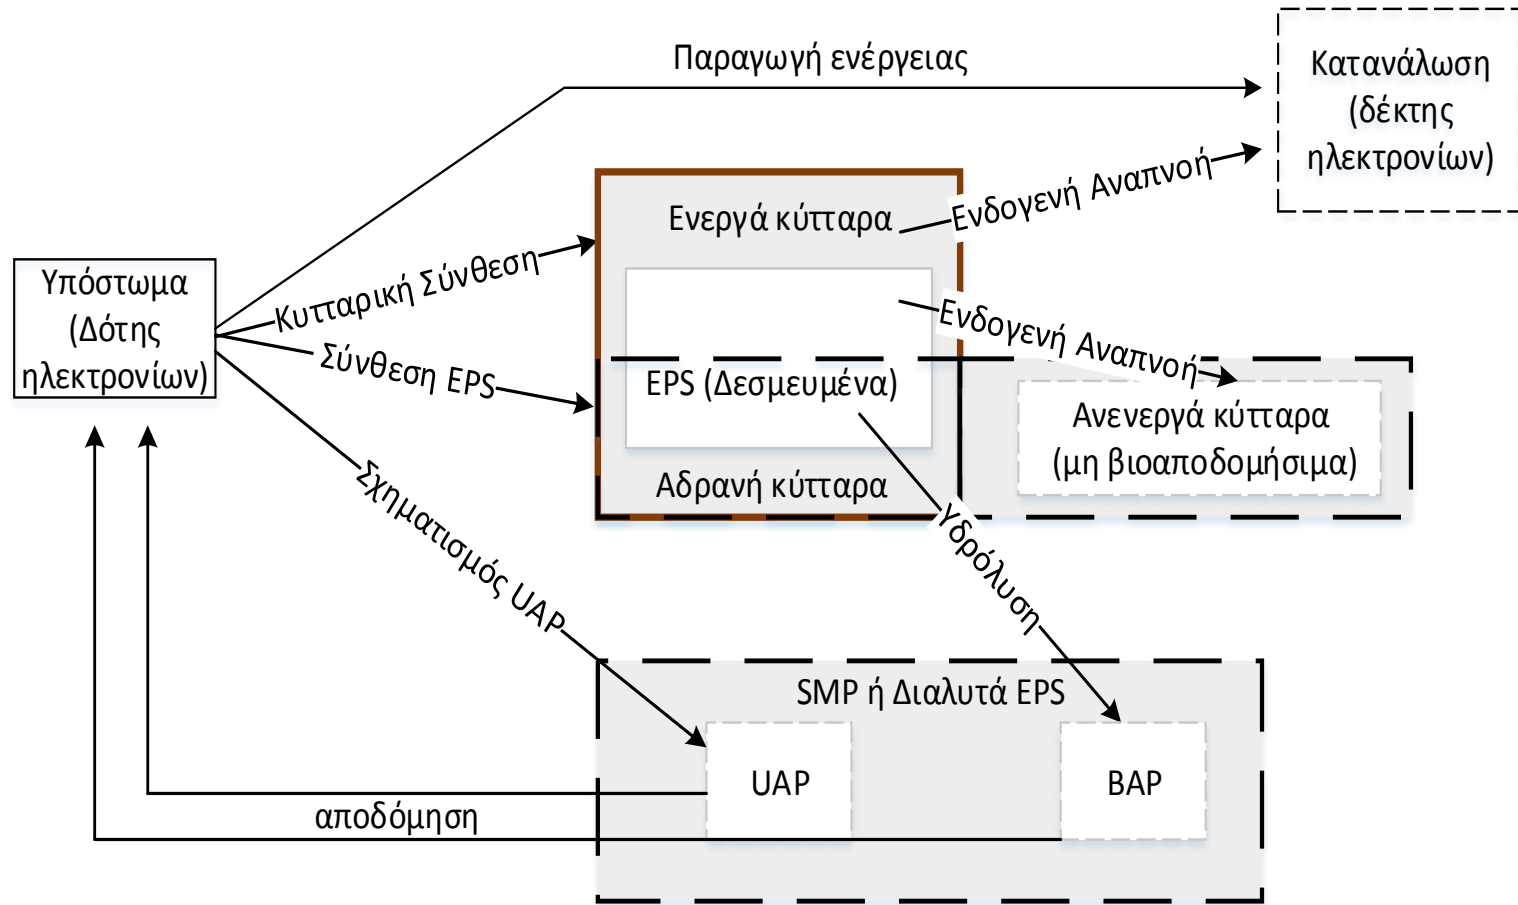 Παραγωγή ενέργειας
Κατανάλωση
(δέκτης
ηλεκτρονίων)
Ενδογενή Αναπνοή
Ενεργά κύτταρα
Υπόστωμα
(Δότης
ηλεκτρονίων)
Κυτταρική Σύνθεση
Ενδογενή Αναπνοή
Σύνθεση EPS
EPS (Δεσμευμένα)
Ανενεργά κύτταρα
(μη βιοαποδομήσιμα)
Αδρανή κύτταρα
Σχηματισμός UAP
Υδρόλυση
SMP ή Διαλυτά EPS
UAP
BAP
αποδόμηση